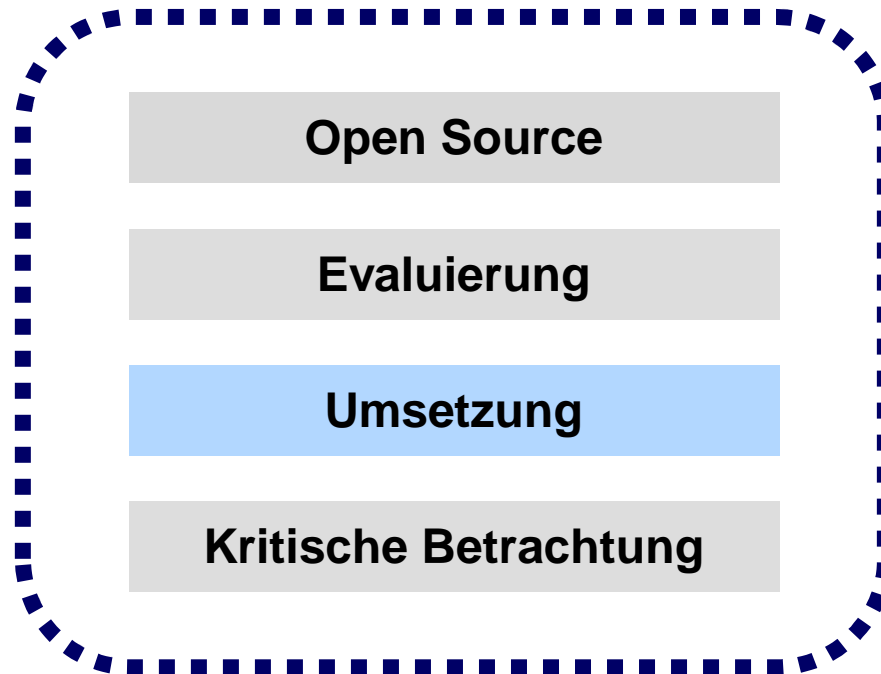 Open Source
Evaluierung
Umsetzung
Kritische Betrachtung